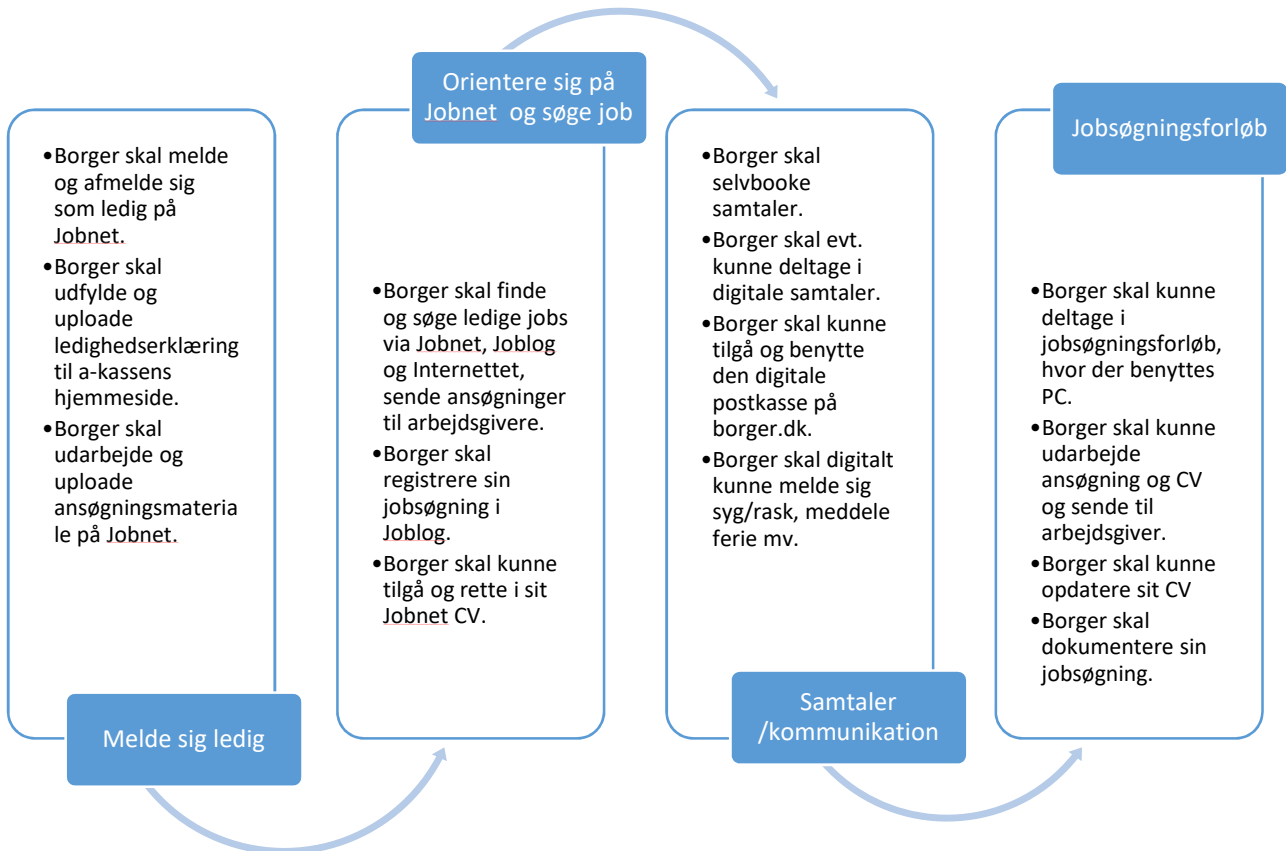 •Borger skal melde
og afmelde sig
som ledig på
Jobnet.
•Borger skal
udfylde og
uploade
ledighedserklæring
til a-kassens
hjemmeside.
•Borger skal
udarbejde og
uploade
ansøgningsmateria
le på Jobnet.
Melde sig ledig
Orientere sig på
Jobnet og søge job
•Borger skal finde
og søge ledige jobs
via Jobnet, Joblog
og Internettet,
sende ansøgninger
til arbejdsgivere.
•Borger skal
registrere sin
jobsøgning i
Joblog.
•Borger skal kunne
tilgå og rette i sit
Jobnet CV.
•Borger skal
selvbooke
samtaler.
•Borger skal evt.
kunne deltage i
digitale samtaler.
•Borger skal kunne
tilgå og benytte
den digitale
postkasse på
borger.dk.
•Borger skal digitalt
kunne melde sig
syg/rask, meddele
ferie mv.
Samtaler
/kommunikation
Jobsøgningsforløb
•Borger skal kunne
deltage i
jobsøgningsforløb,
hvor der benyttes
PC.
•Borger skal kunne
udarbejde
ansøgning og CV
og sende til
arbejdsgiver.
•Borger skal kunne
opdatere sit CV
•Borger skal
dokumentere sin
jobsøgning.